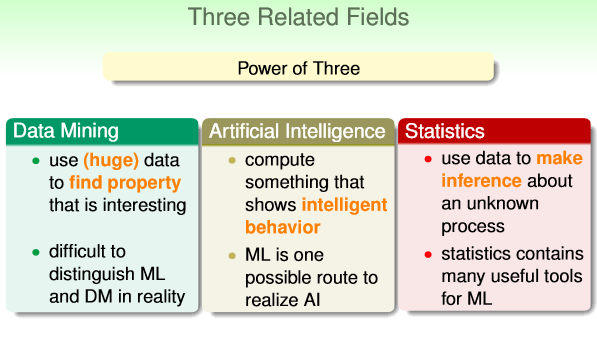 Three Related Fields
Power of Three
Data Mining
• use (huge) data
to find property
that is interesting
• difficult to
distinguish ML
and DM in reality
Artificial Intelligence
• compute
something that
shows intelligent
behavior
• ML is one
possible route to
realize AI
Statistics
• use data to make
inference about
an unknown
process
• statistics contains
many useful tools
for ML